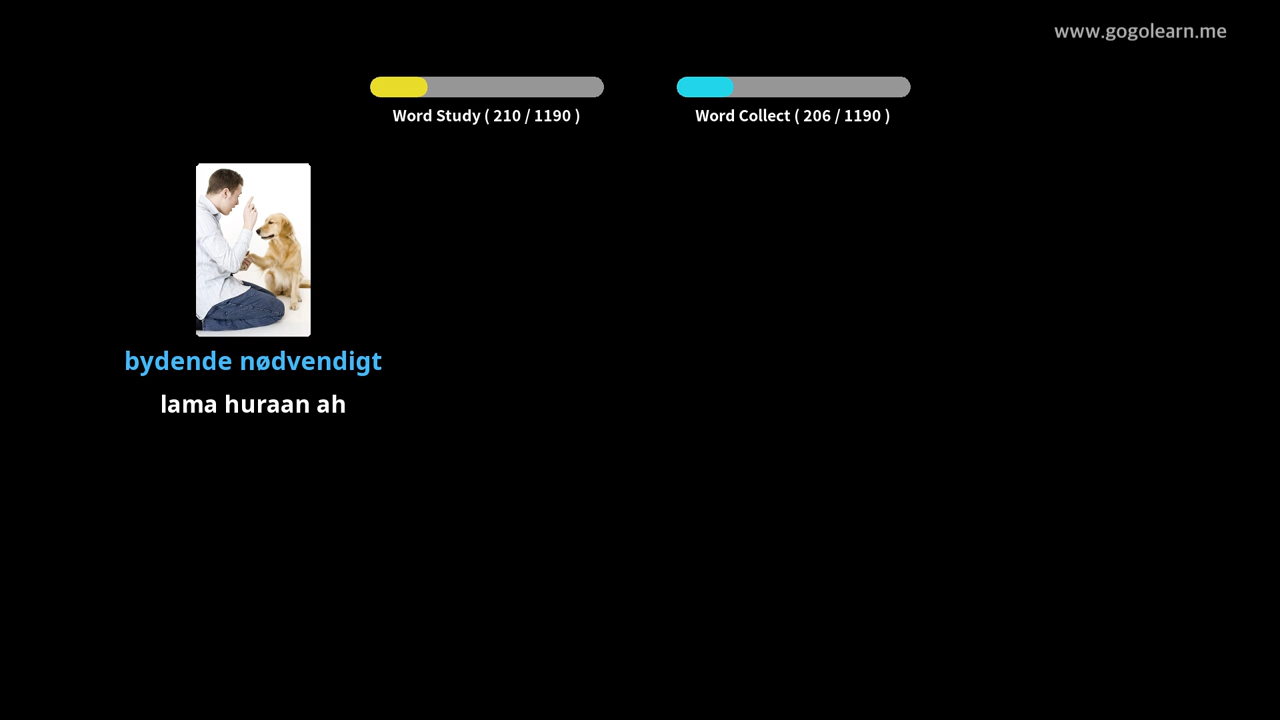 www.gogolearn.me
Word Study ( 210 / 1190 )
Word Collect ( 206 / 1190 )
bydende nødvendigt
lama huraan ah